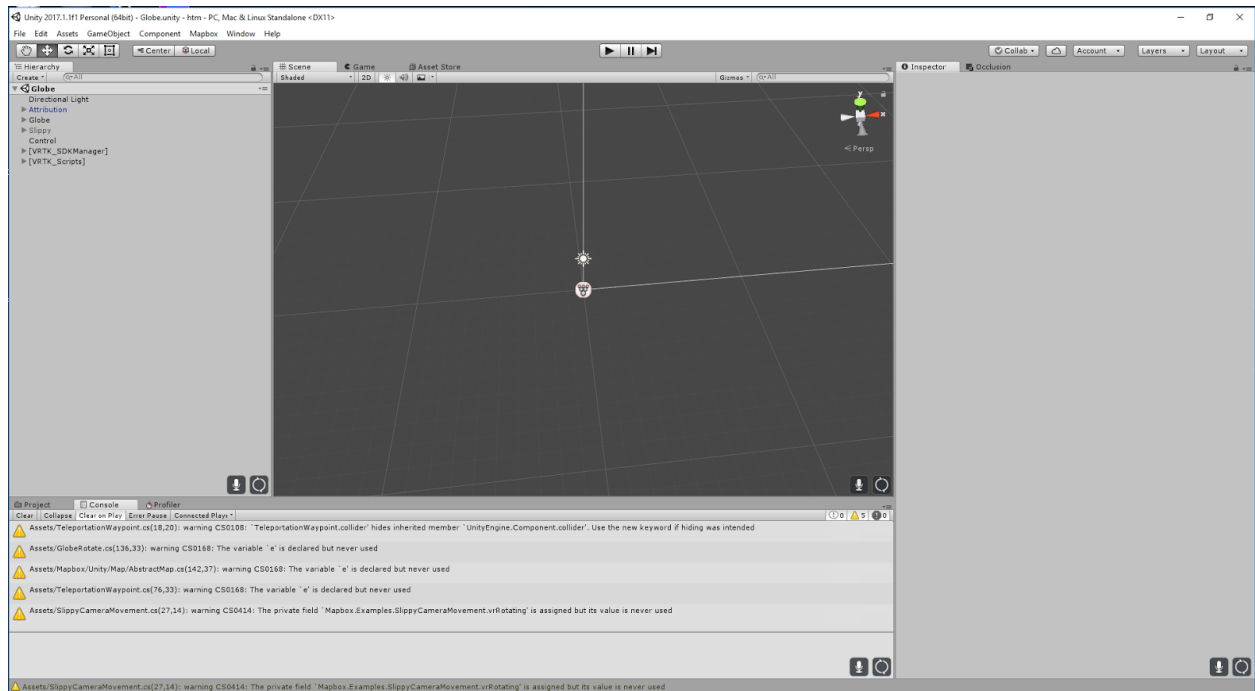 Unity 2017.1.1f1 Personal (64bit) - Globe.unity - htm - PC, Mac & Linux Standalone <DX11>
File Edit Assets GameObject Component Mapbox Window Help
Center Local Collab Account Layers Layout
Hierarchy Scene Game Asset Store Inspector Occlusion
Create All Shaded 2D Gizmos All
Globe
Directional Light
Attribution
Globe
Slippy
Control
[VRTK_SDKManager]
[VRTK_Scripts]
y
x
Persp
Project Console Profiler
Clear Collapse Clear on Play Error Pause Connected Playe 0 5 0
Assets/TeleportationWaypoint.cs(18,20): warning CS0108: `TeleportationWaypoint.collider' hides inherited member `UnityEngine.Component.collider'. Use the new keyword if hiding was intended
Assets/GlobeRotate.cs(136,33): warning CS0168: The variable `e' is declared but never used
Assets/Mapbox/Unity/Map/AbstractMap.cs(142,37): warning CS0168: The variable `e' is declared but never used
Assets/TeleportationWaypoint.cs(76,33): warning CS0168: The variable `e' is declared but never used
Assets/SlippyCameraMovement.cs(27,14): warning CS0414: The private field `Mapbox.Examples.SlippyCameraMovement.vrRotating' is assigned but its value is never used
Assets/SlippyCameraMovement.cs(27,14): warning CS0414: The private field `Mapbox.Examples.SlippyCameraMovement.vrRotating' is assigned but its value is never used